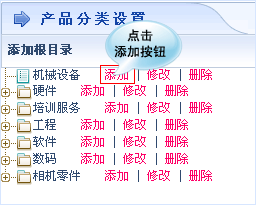 产品分类设置
点击
添加按钮
添加根目录
机械设备 添加 | 修改 | 删除
硬件 添加 | 修改 | 删除
培训服务 添加 | 修改 | 删除
工程 添加 | 修改 | 删除
软件 添加 | 修改 | 删除
数码 添加 | 修改 | 删除
相机零件 添加 | 修改 | 删除